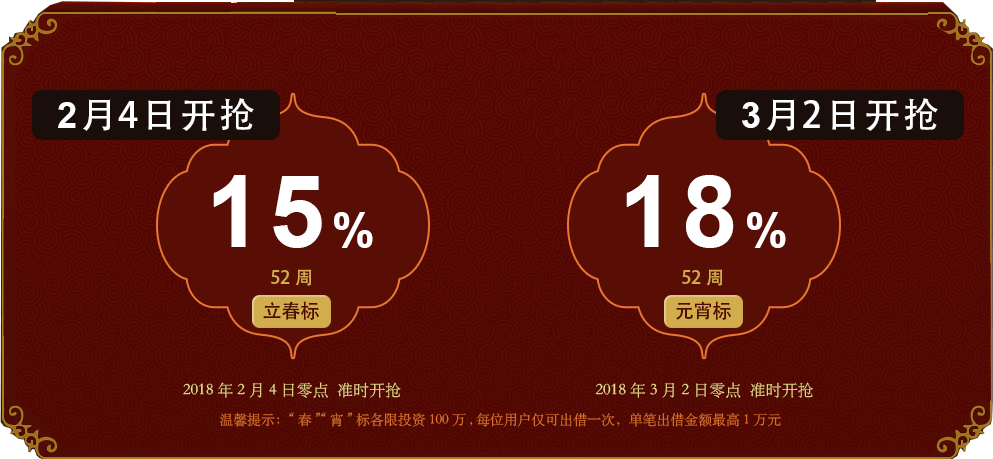 2月4日开抢
3月2日开抢
15%
18%
52 周
52 周
立春标
元宵标
2018 年 2 月 4 日零点 准时开抢
2018 年 3 月 2 日零点 准时开抢
温馨提示：“ 春 ”“ 宵 ” 标各限投资 100 万 , 每位用户仅可出借一次， 单笔出借金额最高 1 万元